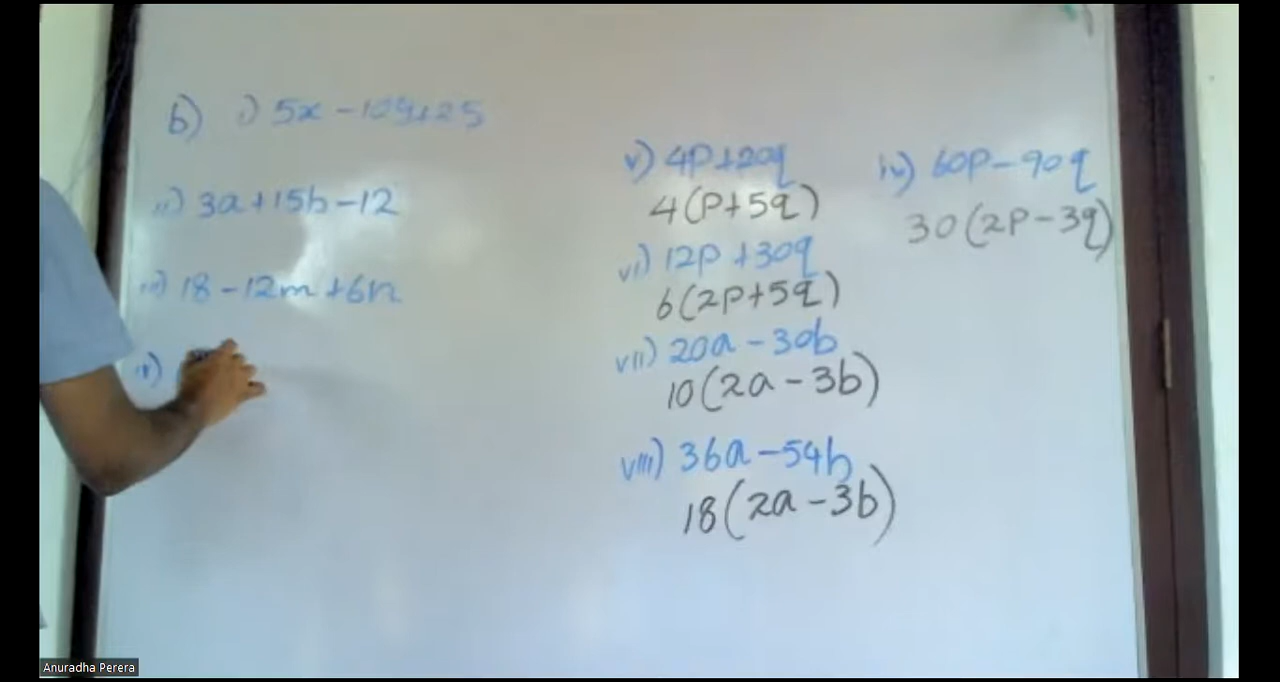 b) i) 5x - 10y + 25
ii) 3a + 15b - 12
iii) 18 - 12m + 6n
iv)
v) 4p + 20q
4(p + 5q)
vi) 12p + 30q
6(2p + 5q)
vii) 20a - 30b
10(2a - 3b)
viii) 36a - 54b
18(2a - 3b)
iv) 60p - 90q
30(2p - 3q)
Anuradha Perera